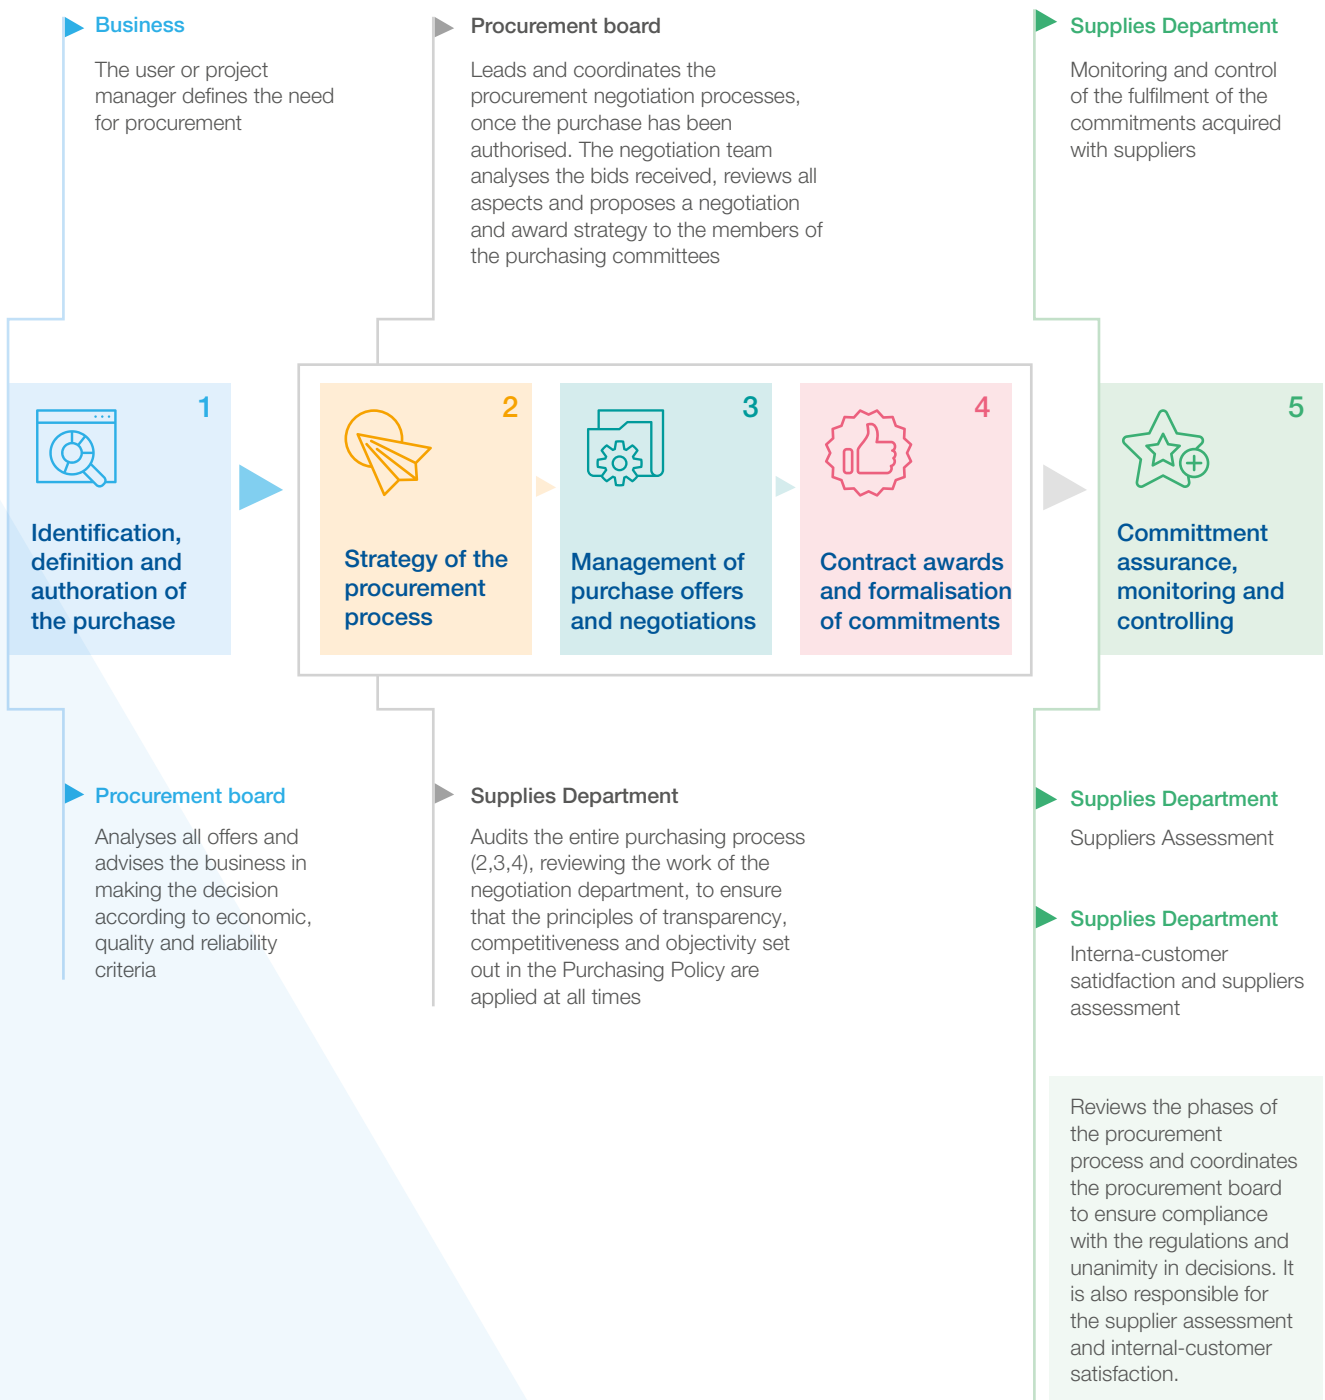 Business
The user or project
manager defines the need
for procurement
Procurement board
Leads and coordinates the
procurement negotiation processes,
once the purchase has been
authorised. The negotiation team
analyses the bids received, reviews all
aspects and proposes a negotiation
and award strategy to the members of
the purchasing committees
Supplies Department
Monitoring and control
of the fulfilment of the
commitments acquired
with suppliers
1
Identification,
definition and
authoration of
the purchase
2
Strategy of the
procurement
process
3
Management of
purchase offers
and negotiations
4
Contract awards
and formalisation
of commitments
5
Committment
assurance,
monitoring and
controlling
Procurement board
Analyses all offers and
advises the business in
making the decision
according to economic,
quality and reliability
criteria
Supplies Department
Audits the entire purchasing process
(2,3,4), reviewing the work of the
negotiation department, to ensure
that the principles of transparency,
competitiveness and objectivity set
out in the Purchasing Policy are
applied at all times
Supplies Department
Suppliers Assessment
Supplies Department
Interna-customer
satidfaction and suppliers
assessment
Reviews the phases of
the procurement
process and coordinates
the procurement board
to ensure compliance
with the regulations and
unanimity in decisions. It
is also responsible for
the supplier assessment
and internal-customer
satisfaction.